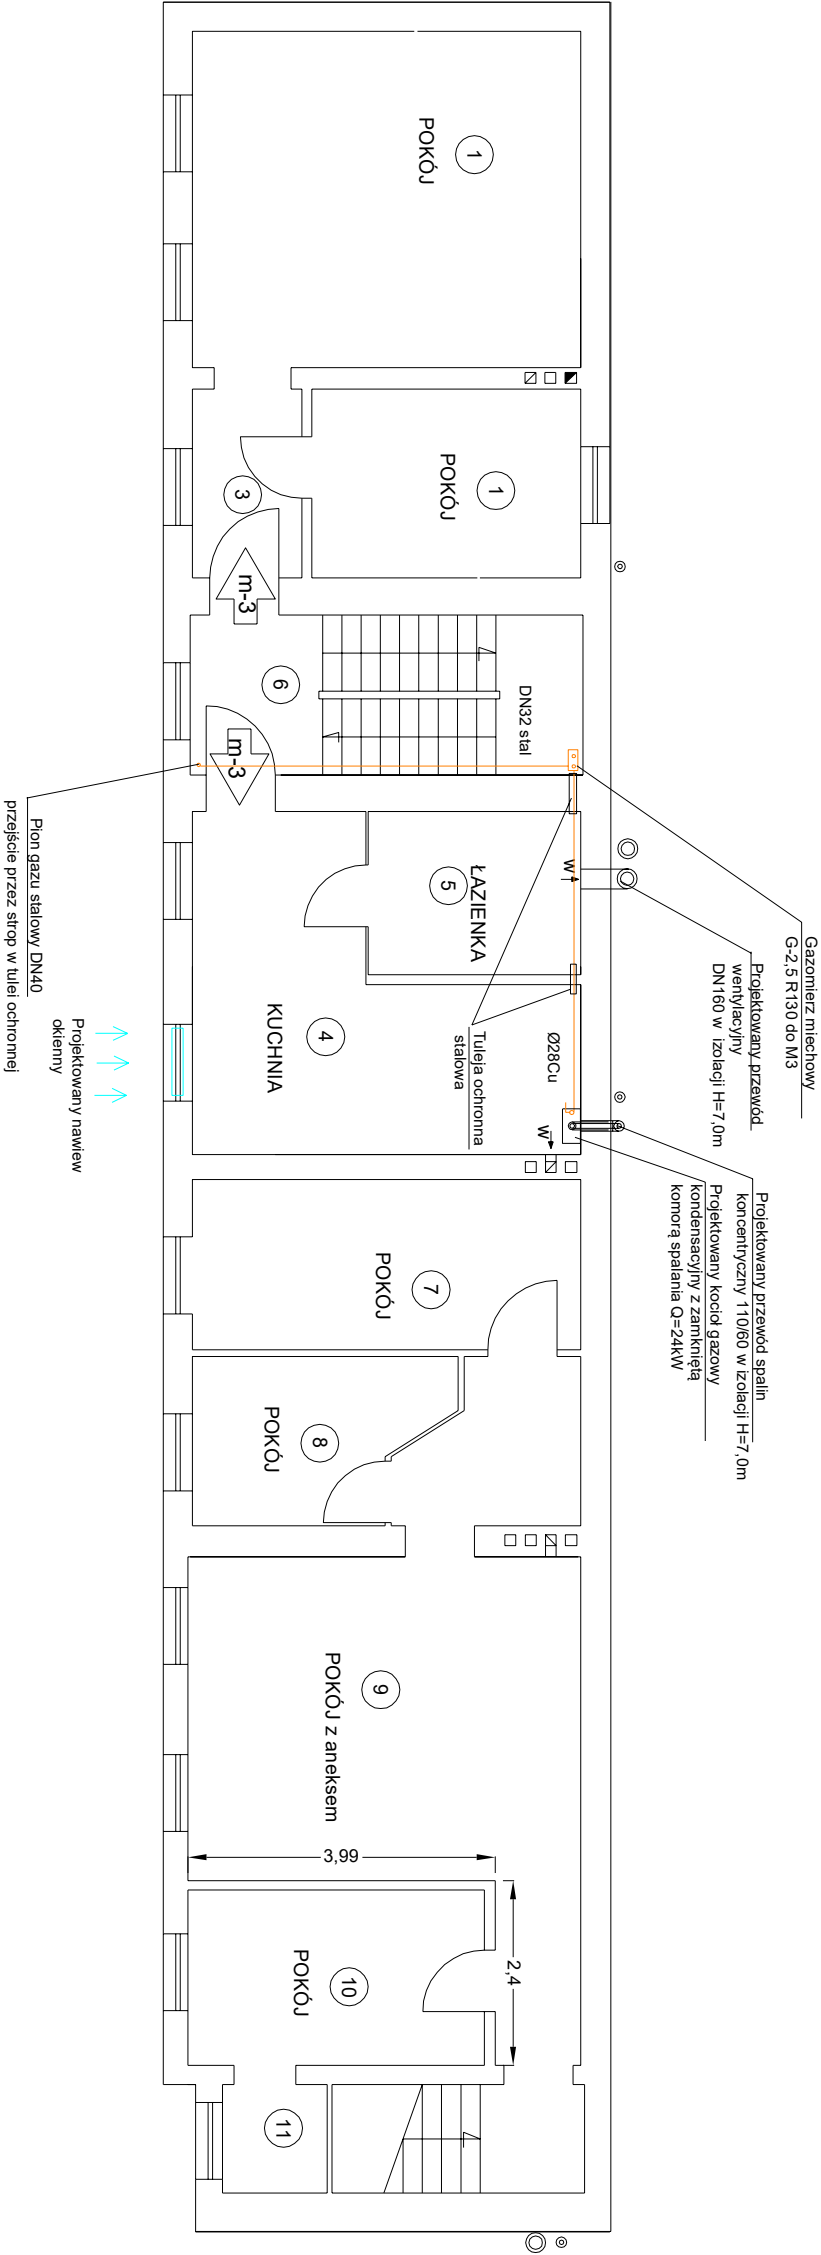 Gazomierz miechowy
G-2,5 R130 do M3
Projektowany przewód
wentylacyjny
DN160 w izolacji H=7,0m
Projektowany przewód spalin
koncentryczny 110/60 w izolacji H=7,0m
Projektowany kocioł gazowy
kondensacyjny z zamkniętą
komorą spalania Q=24kW
1
POKÓJ
1
POKÓJ
3
m-3
6
DN32 stal
m-3
W
5
ŁAZIENKA
Ø28Cu
Tuleja ochronna
stalowa
4
KUCHNIA
W
7
POKÓJ
8
POKÓJ
9
POKÓJ z aneksem
3,99
2,4
10
POKÓJ
11
Pion gazu stalowy DN40
przejście przez strop w tulei ochronnej
Projektowany nawiew
okienny